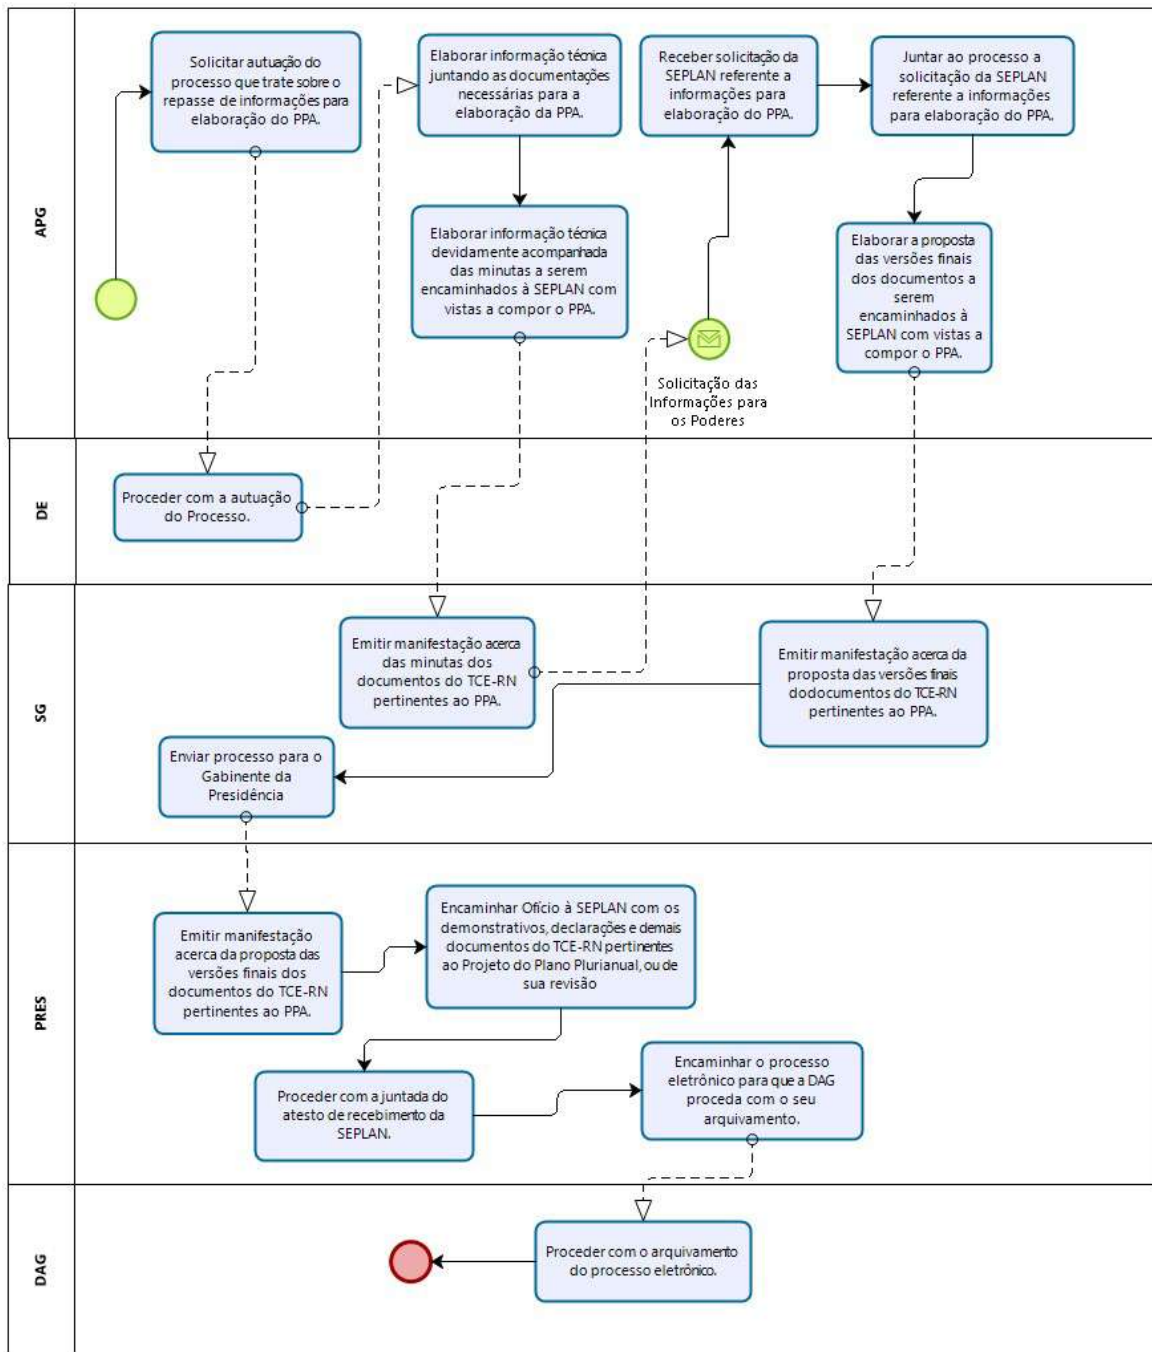 APG
Solicitar autuação do
processo que trate sobre o
repasse de informações para
elaboração do PPA.
Elaborar informação técnica
juntando as documentações
necessárias para a
elaboração da PPA.
Receber solicitação da
SEPLAN referente a
informações para
elaboração do PPA.
Juntar ao processo a
solicitação da SEPLAN
referente a informações
para elaboração do PPA.
Elaborar informação técnica
devidamente acompanhada
das minutas a serem
encaminhados à SEPLAN com
vistas a compor o PPA.
Solicitação das
Informações para
os Poderes
Elaborar a proposta
das versões finais
dos documentos a
serem
encaminhados à
SEPLAN com vistas a
compor o PPA.
DE
Proceder com a autuação
do Processo.
SG
Emitir manifestação acerca
das minutas dos
documentos do TCE-RN
pertinentes ao PPA.
Emitir manifestação acerca da
proposta das versões finais
dodocumentos do TCE-RN
pertinentes ao PPA.
Enviar processo para o
Gabinente da
Presidência
PRES
Emitir manifestação
acerca da proposta das
versões finais dos
documentos do TCE-RN
pertinentes ao PPA.
Encaminhar Ofício à SEPLAN com os
demonstrativos, declarações e demais
documentos do TCE-RN pertinentes
ao Projeto do Plano Plurianual, ou de
sua revisão
Proceder com a juntada do
atesto de recebimento da
SEPLAN.
Encaminhar o processo
eletrônico para que a DAG
proceda com o seu
arquivamento.
DAG
Proceder com o arquivamento
do processo eletrônico.